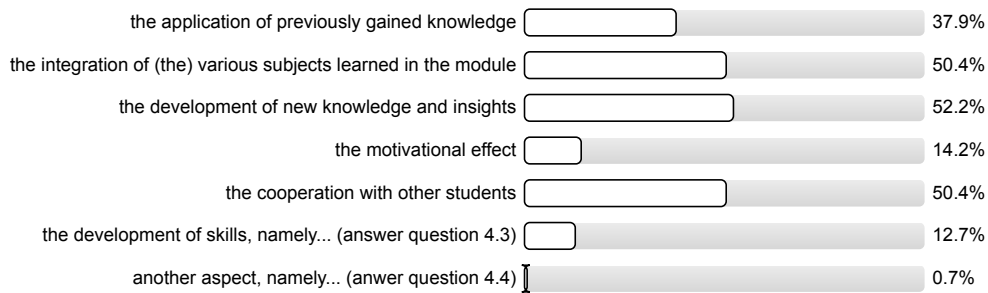 the application of previously gained knowledge 37.9%
the integration of (the) various subjects learned in the module 50.4%
the development of new knowledge and insights 52.2%
the motivational effect 14.2%
the cooperation with other students 50.4%
the development of skills, namely... (answer question 4.3) 12.7%
another aspect, namely... (anwer question 4.4) 0.7%